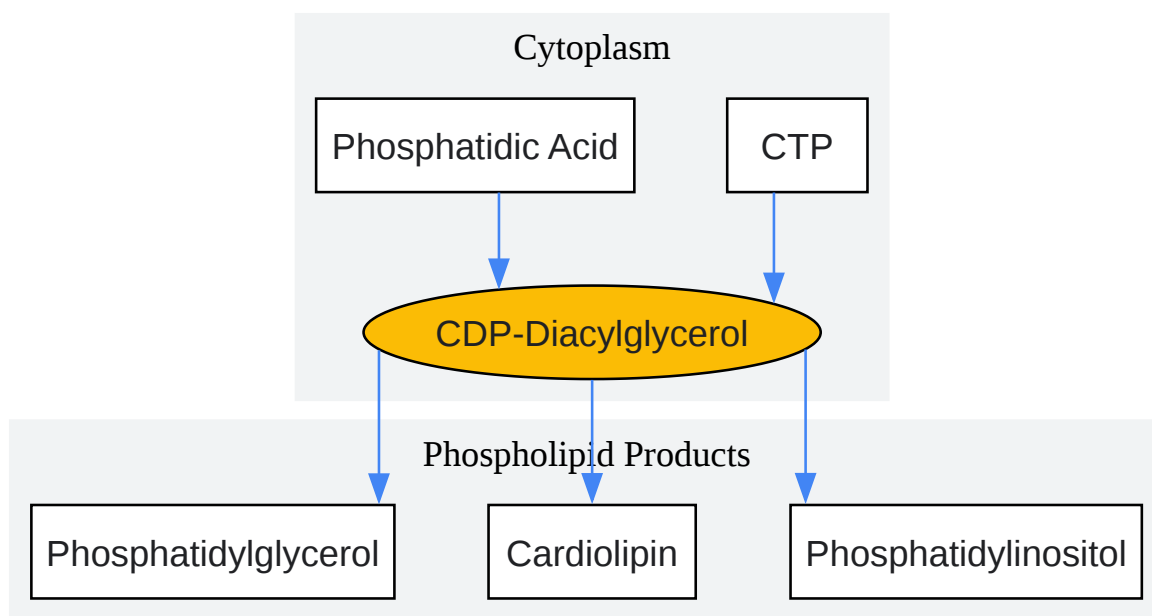 Cytoplasm
Phosphatidic Acid
CTP
CDP-Diacylglycerol
Phospholipid Products
Phosphatidylglycerol
Cardiolipin
Phosphatidylinositol